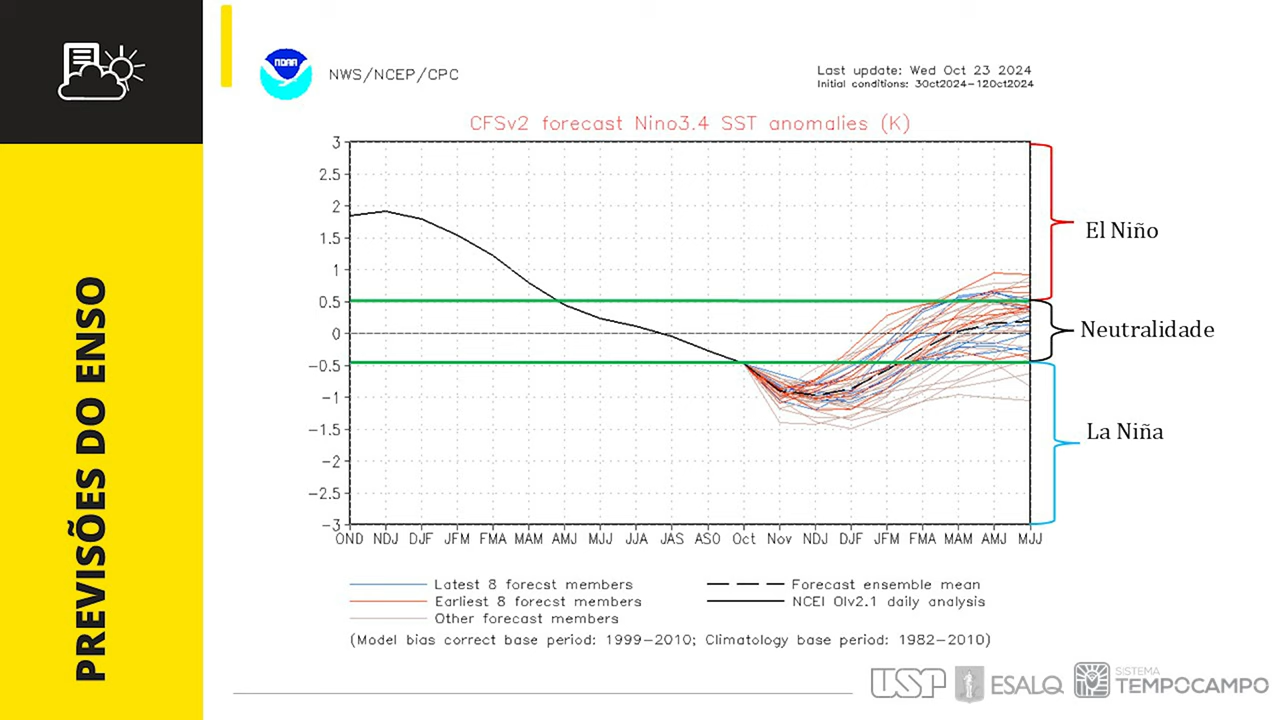 PREVISÕES DO ENSO
NOAA
NWS/NCEP/CPC
Last update: Wed Oct 23 2024
Initial conditions: 3Oct2024-12Oct2024
CFSv2 forecast Nino3.4 SST anomalies (K)
3
2.5
2
1.5
1
0.5
0
-0.5
-1
-1.5
-2
-2.5
-3
OND NDJ DJF JFM FMA MAM AMJ MJJ JJA JAS ASO Oct Nov NDJ DJF JFM FMA MAM AMJ MJJ
El Niño
Neutralidade
La Niña
Latest 8 forecst members
Earliest 8 forecst members
Other forecast members
Forecast ensemble mean
NCEI OIv2.1 daily analysis
(Model bias correct base period: 1999-2010; Climatology base period: 1982-2010)
USP ESALQ SISTEMA
TEMPOCAMPO